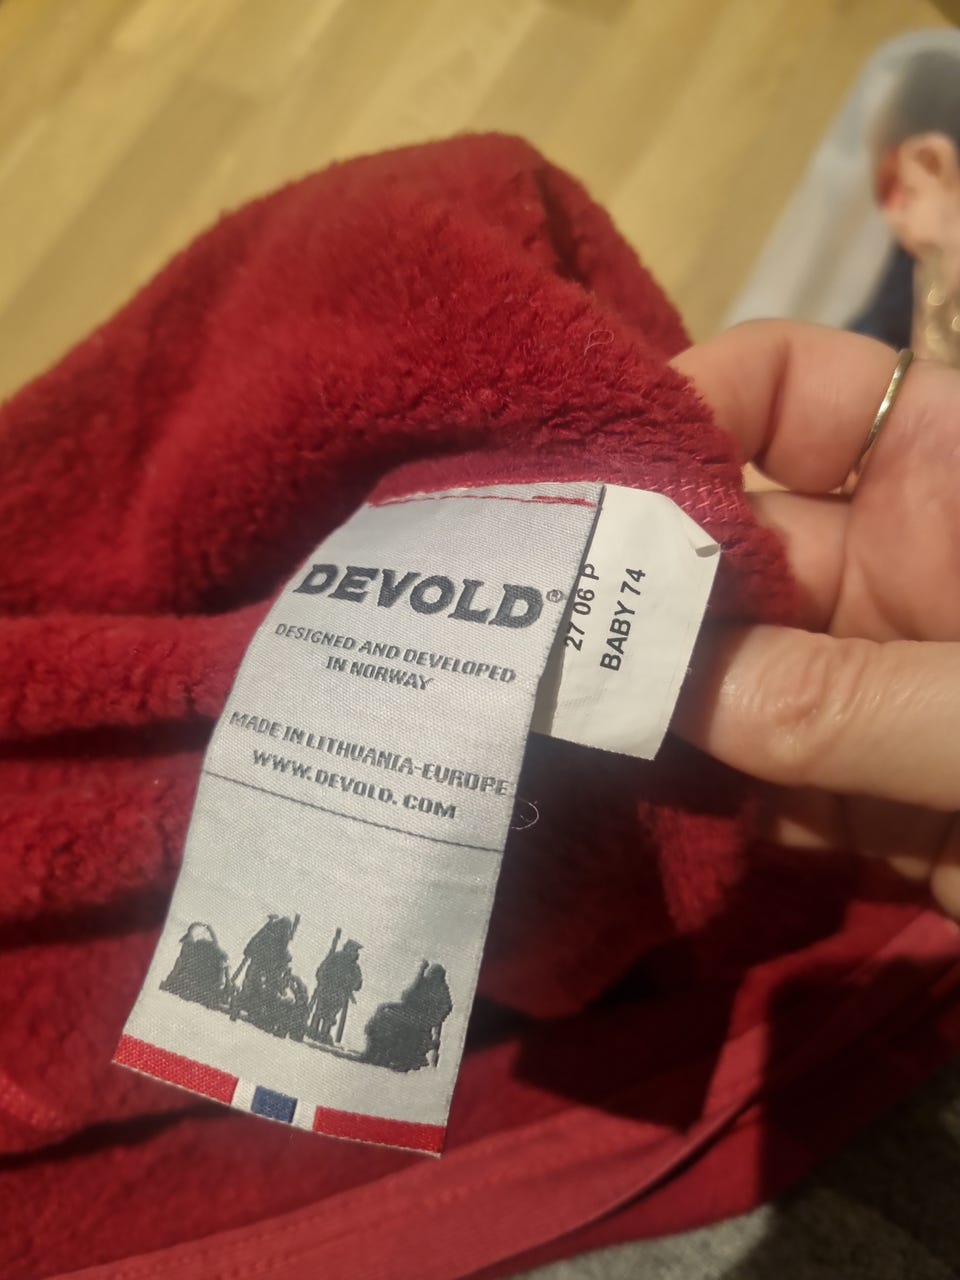 DEVOLD®
DESIGNED AND DEVELOPED
IN NORWAY
MADE IN LITHUANIA-EUROPE
WWW.DEVOLD. COM
27 06 P
BABY 74